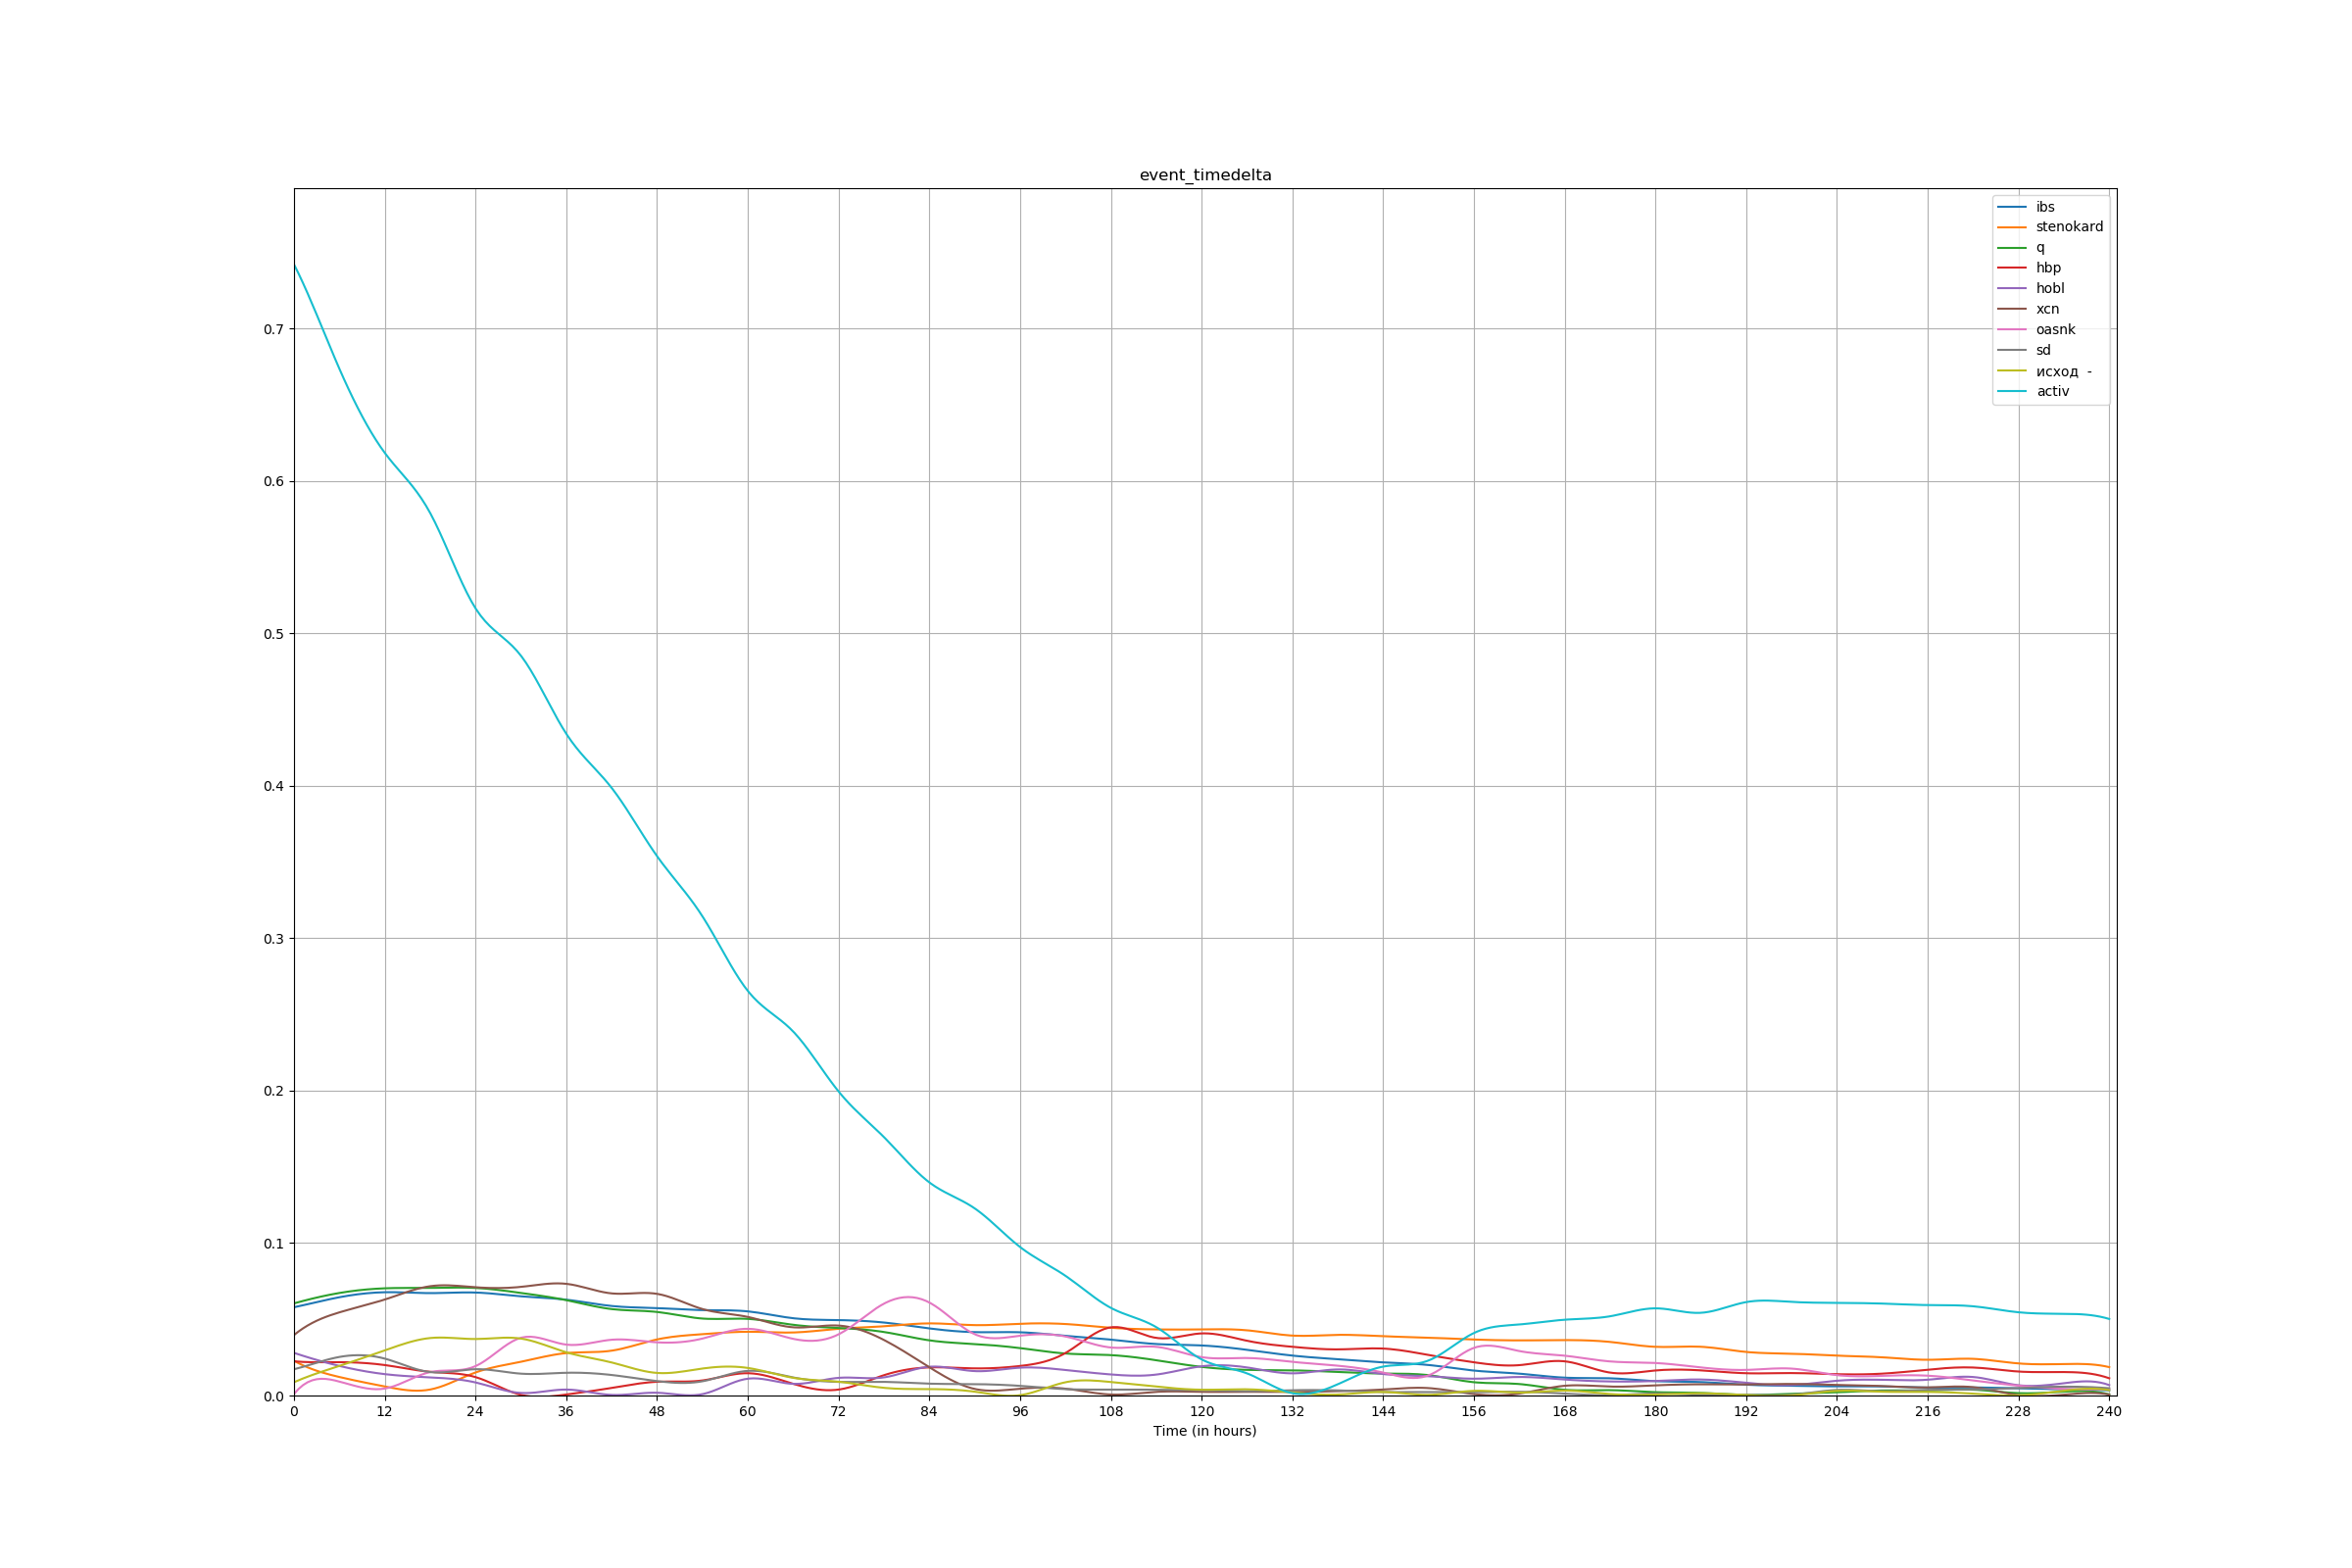 event_timedelta
ibs
stenokard
q
hbp
hobl
xcn
oasnk
sd
исход -
activ
0.7
0.6
0.5
0.4
0.3
0.2
0.1
0.0
0 12 24 36 48 60 72 84 96 108 120 132 144 156 168 180 192 204 216 228 240
Time (in hours)